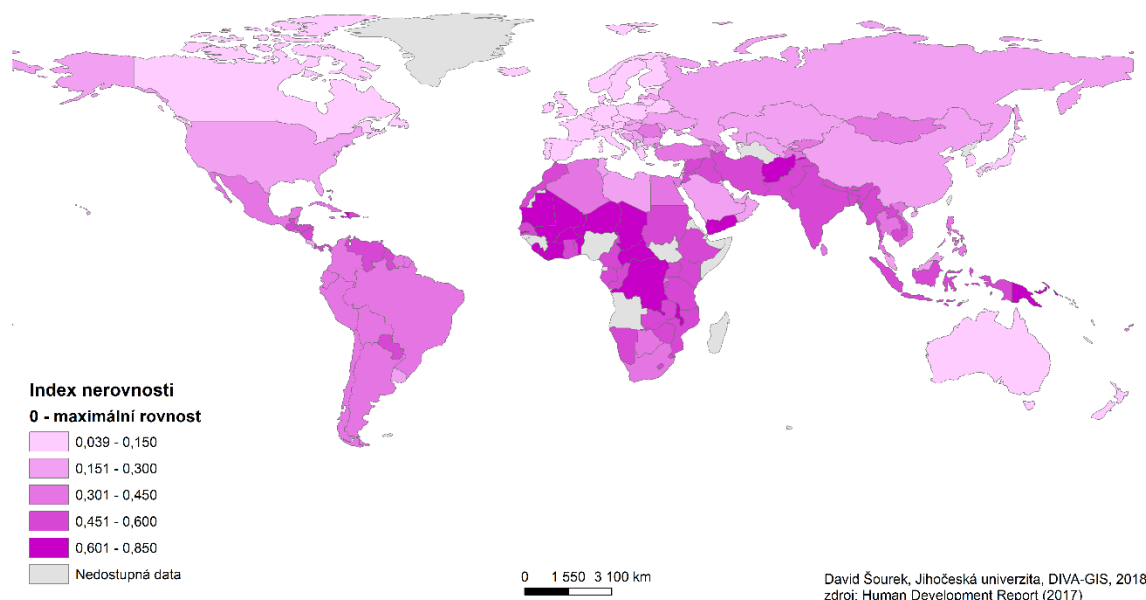 Index nerovnosti
0 - maximální rovnost
0,039 - 0,150
0,151 - 0,300
0,301 - 0,450
0,451 - 0,600
0,601 - 0,850
Nedostupná data
0 1 550 3 100 km
David Šourek, Jihočeská univerzita, DIVA-GIS, 2018
zdroj: Human Development Report (2017)